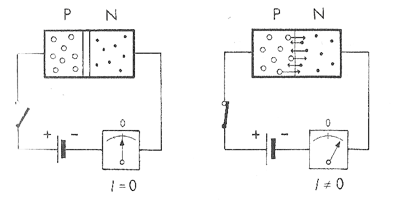 P N
+ -
0
I = 0
P N
+ -
0
I ≠ 0